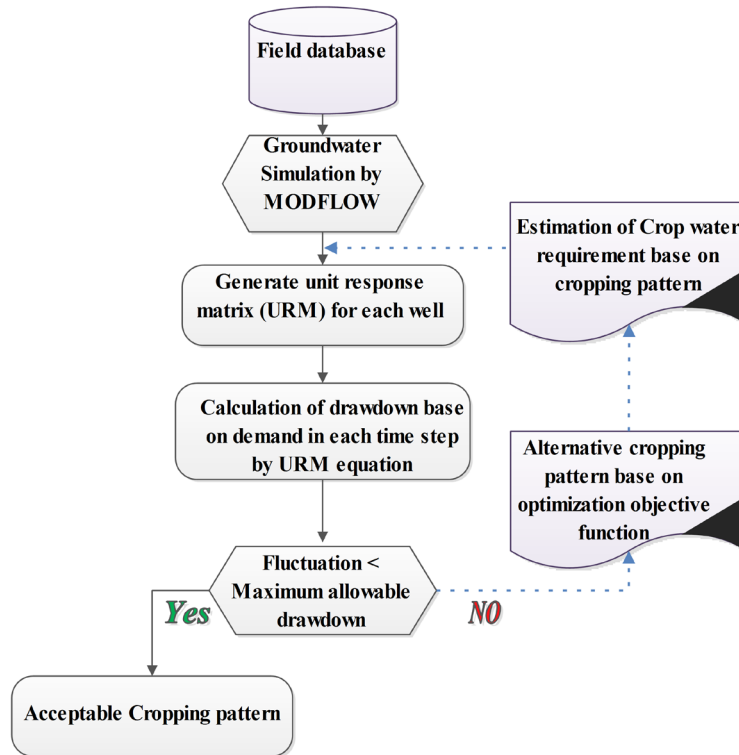 Field database
Groundwater
Simulation by
MODFLOW
Estimation of Crop water
requirement base on
cropping pattern
Generate unit response
matrix (URM) for each well
Calculation of drawdown base
on demand in each time step
by URM equation
Alternative cropping
pattern base on
optimization objective
function
Fluctuation <
Maximum allowable
drawdown
Yes
NO
Acceptable Cropping pattern